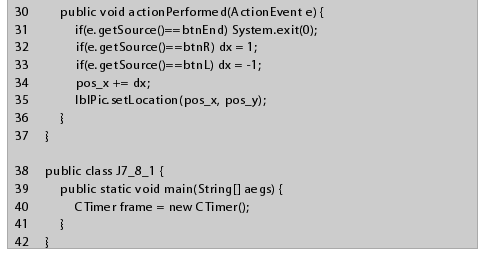 30 public void actionPerformed(ActionEvent e) {
31 if(e.getSource()==btnEnd) System.exit(0);
32 if(e.getSource()==btnR) dx = 1;
33 if(e.getSource()==btnL) dx = -1;
34 pos_x += dx;
35 lblPic.setLocation(pos_x, pos_y);
36 }
37 }
38 public class J7_8_1 {
39 public static void main(String[] aegs) {
40 CTimer frame = new CTimer();
41 }
42 }